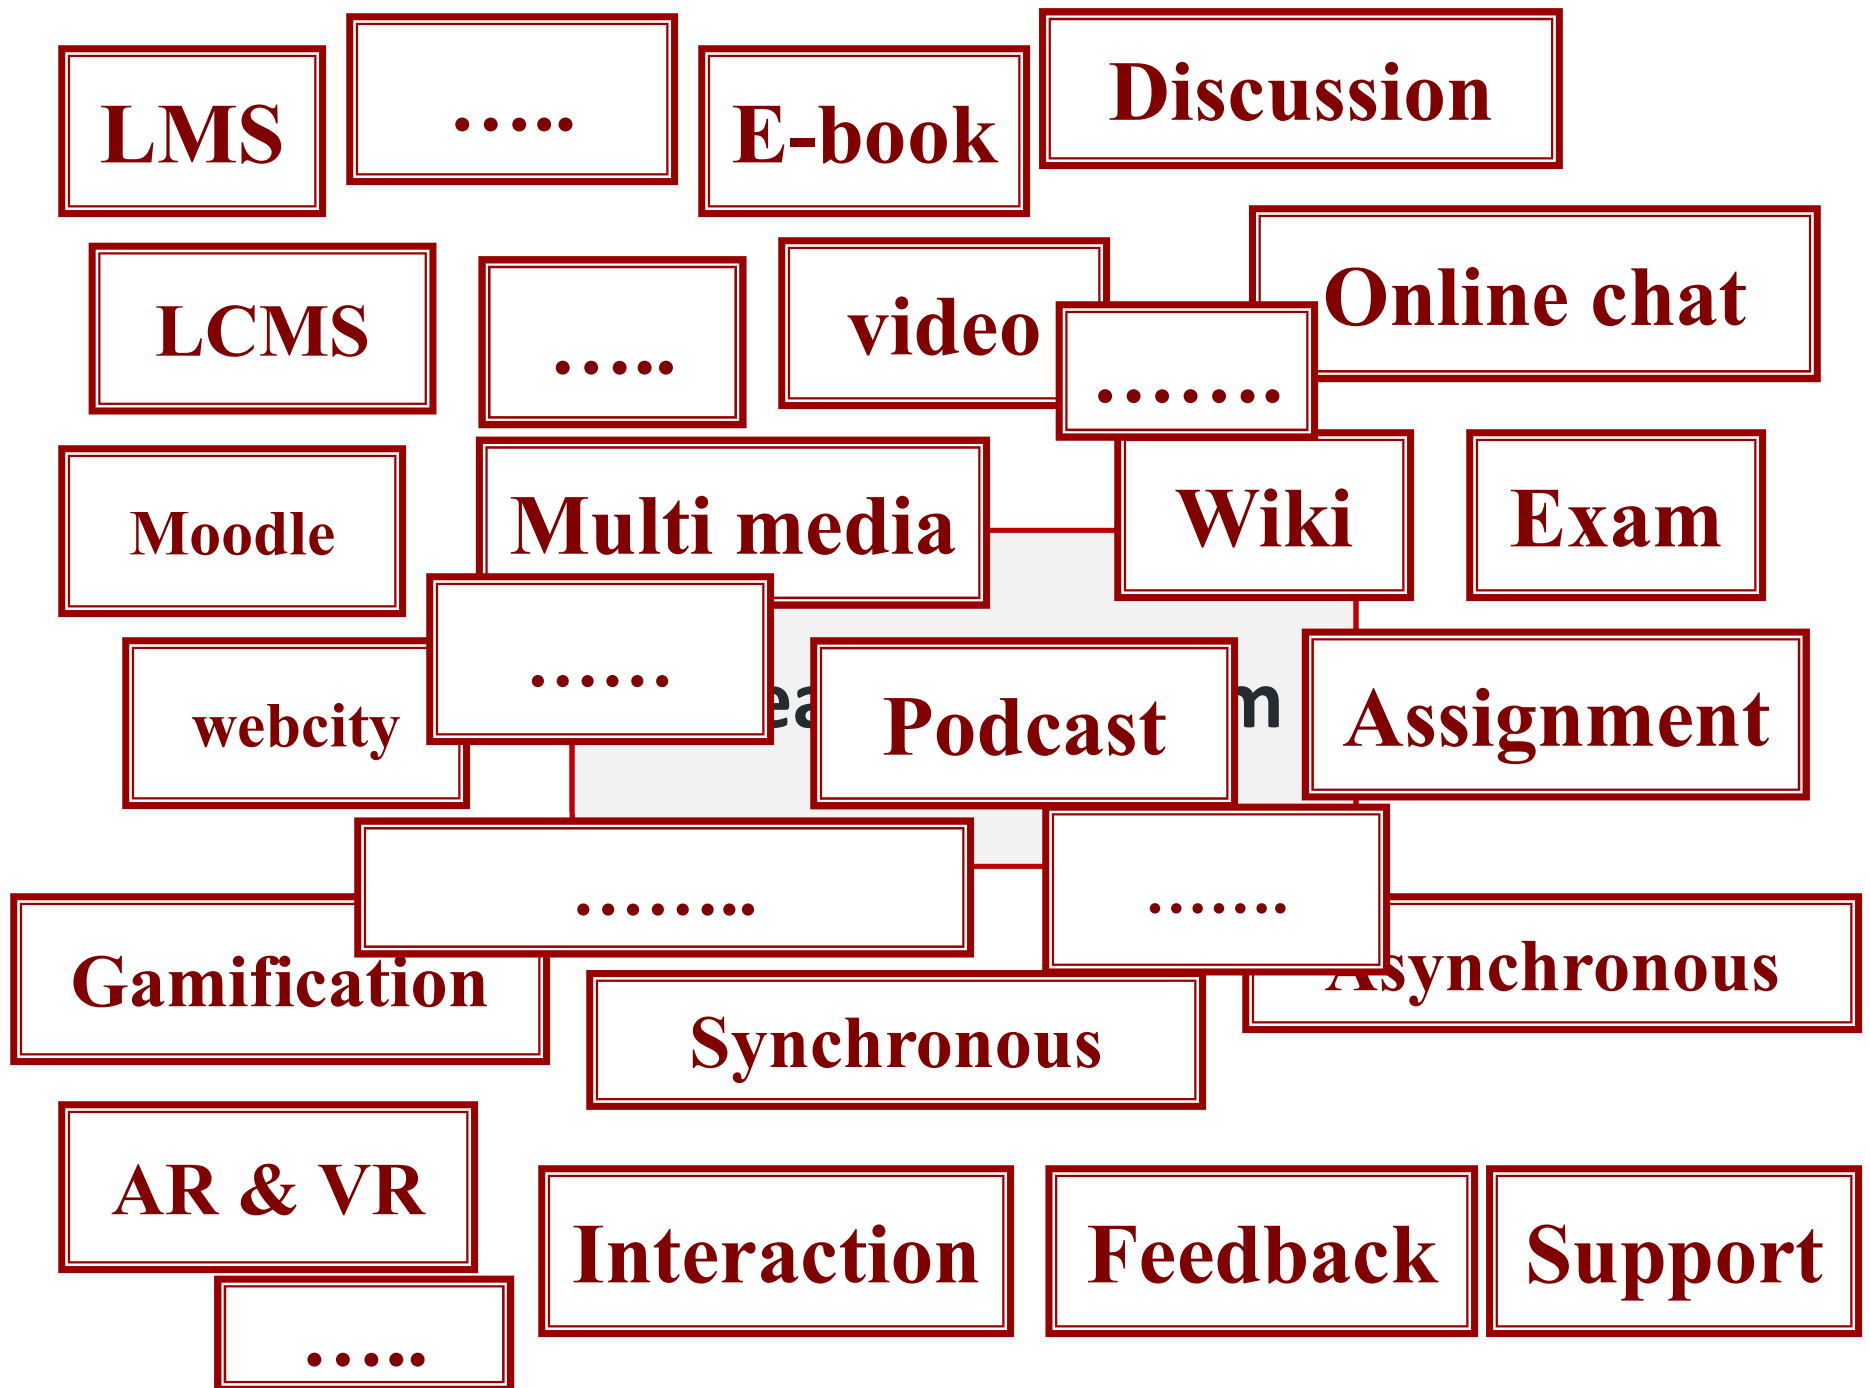 LMS
…..
E-book
Discussion
LCMS
…..
video
…….
Online chat
Moodle
Multi media
Wiki
Exam
webcity
……
Podcast
Assignment
Gamification
……..
…….
Asynchronous
Synchronous
AR & VR
Interaction
Feedback
Support
…..